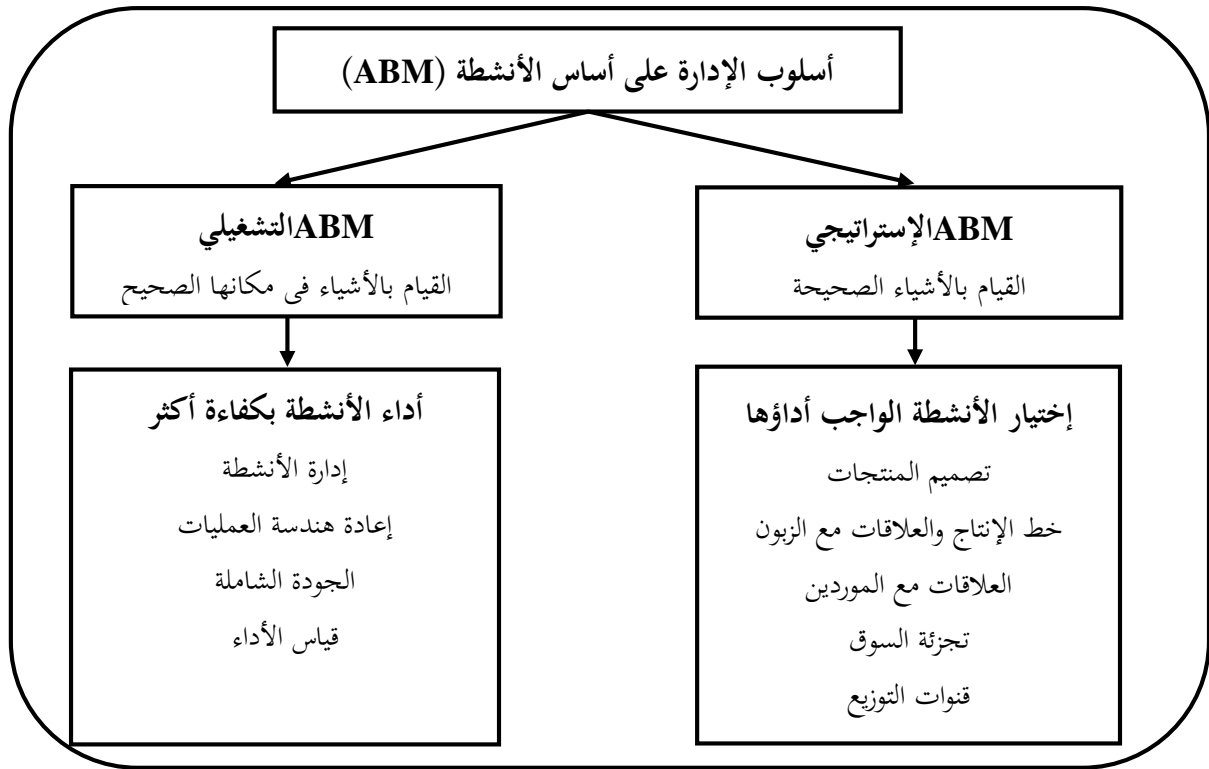 أسلوب الإدارة على أساس الأنشطة (ABM)
ABMالإستراتيجي
القيام بالأشياء الصحيحة
ABMالتشغيلي
القيام بالأشياء فى مكانها الصحيح
إختيار الأنشطة الواجب أداؤها
تصميم المنتجات
خط الإنتاج والعلاقات مع الزبون
العلاقات مع الموردين
تجزئة السوق
قنوات التوزيع
أداء الأنشطة بكفاءة أكثر
إدارة الأنشطة
إعادة هندسة العمليات
الجودة الشاملة
قياس الأداء